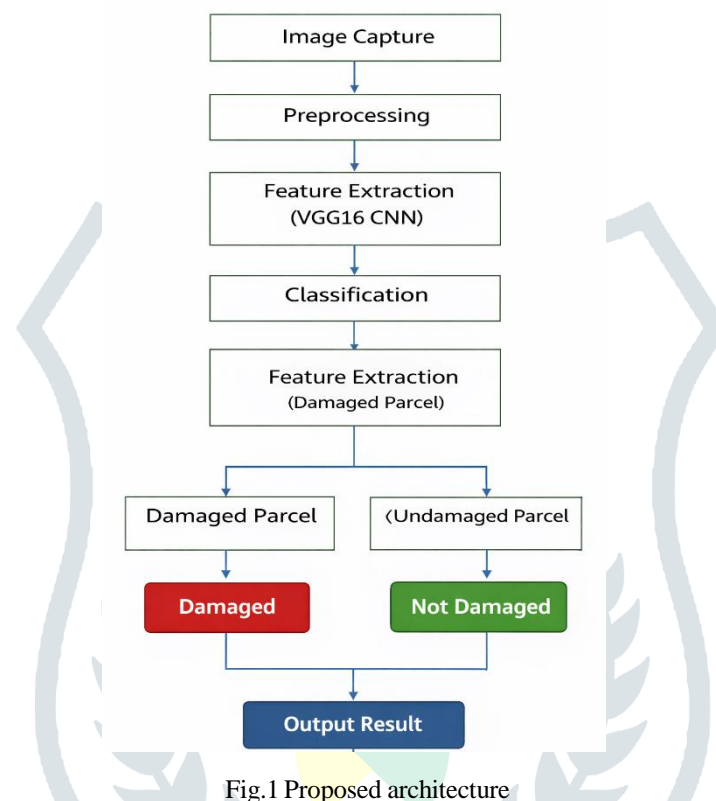 Image Capture
Preprocessing
Feature Extraction
(VGG16 CNN)
Classification
Feature Extraction
(Damaged Parcel)
Damaged Parcel
(Undamaged Parcel
Damaged
Not Damaged
Output Result
Fig.1 Proposed architecture